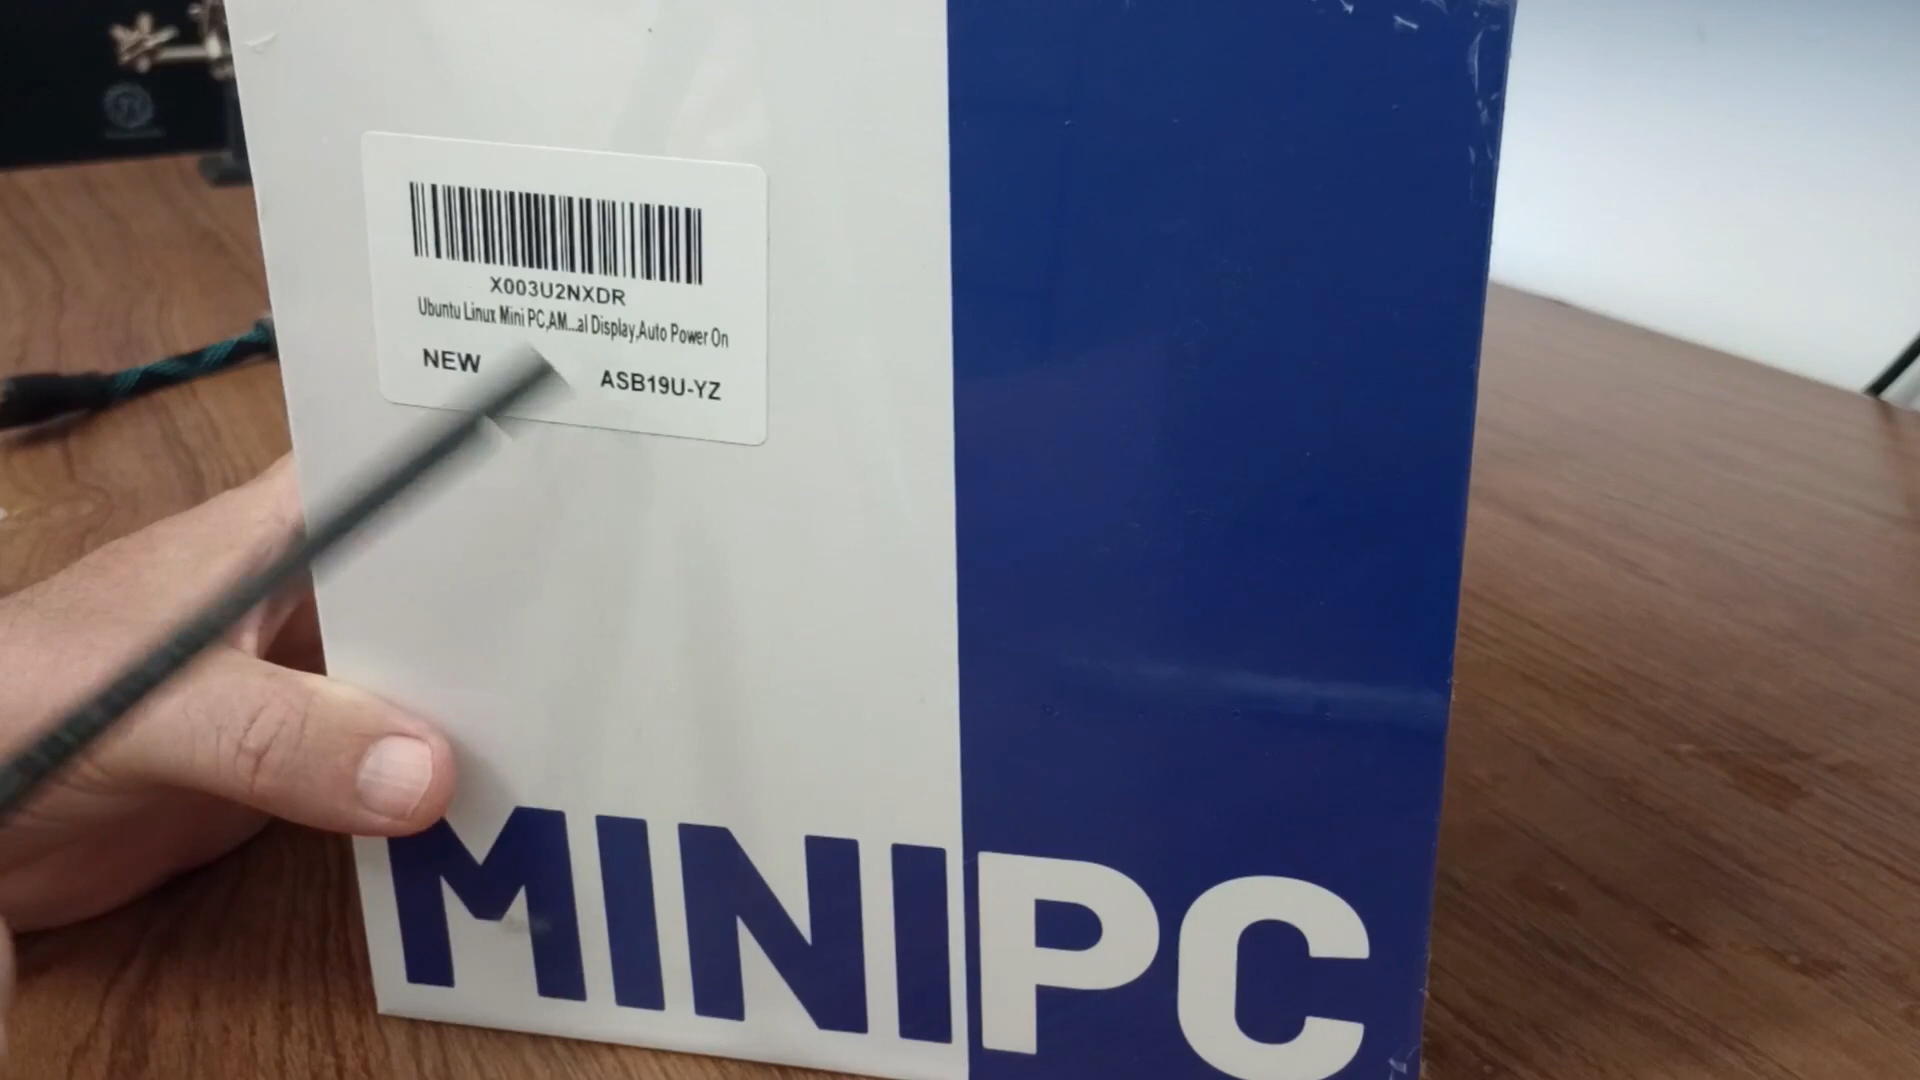 X003U2NXDR
Ubuntu Linux Mini PC,AM...al Display,Auto Power On
NEW
ASB19U-YZ
MINIPC